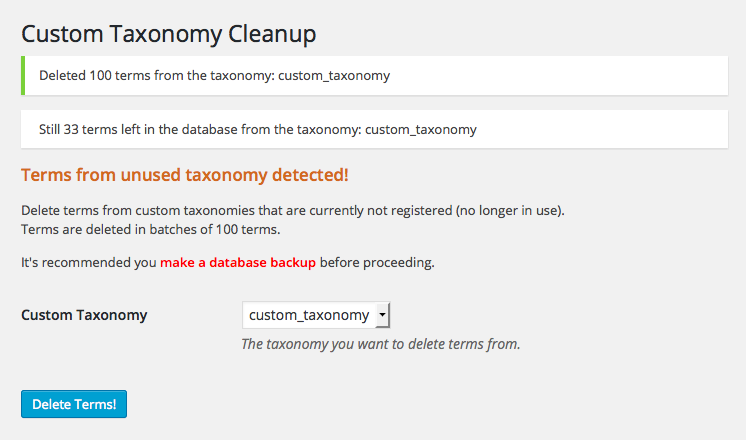 Custom Taxonomy Cleanup
Deleted 100 terms from the taxonomy: custom_taxonomy
Still 33 terms left in the database from the taxonomy: custom_taxonomy
Terms from unused taxonomy detected!
Delete terms from custom taxonomies that are currently not registered (no longer in use).
Terms are deleted in batches of 100 terms.
It's recommended you make a database backup before proceeding.
Custom Taxonomy custom_taxonomy
The taxonomy you want to delete terms from.
Delete Terms!